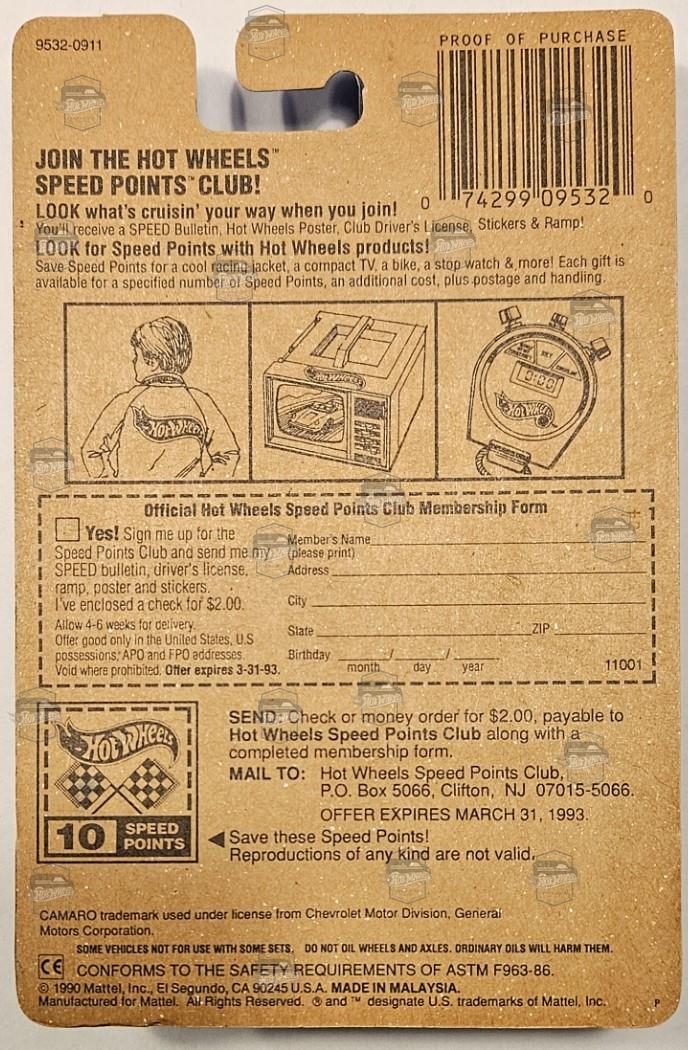 9532-0911
PROOF OF PURCHASE
0 74299 09532 0
JOIN THE HOT WHEELS™
SPEED POINTS™ CLUB!
LOOK what's cruisin' your way when you join!
You'll receive a SPEED Bulletin, Hot Wheels Poster, Club Driver's License, Stickers & Ramp!
LOOK for Speed Points with Hot Wheels products!
Save Speed Points for a cool racing jacket, a compact TV, a bike, a stop watch & more! Each gift is
available for a specified number of Speed Points, an additional cost, plus postage and handling.
Hot Wheels
Hot Wheels
SET
0:00
Hot Wheels
Official Hot Wheels Speed Points Club Membership Form
Yes! Sign me up for the
Speed Points Club and send me my
SPEED bulletin, driver's license,
ramp, poster and stickers.
I've enclosed a check for $2.00.
Allow 4-6 weeks for delivery.
Offer good only in the United States, U.S
possessions, APO and FPO addresses.
Void where prohibited. Offer expires 3-31-93.
Member's Name
(please print)
Address
City
State ZIP
Birthday / /
month day year
11001
Hot Wheels
10 SPEED
POINTS
SEND: Check or money order for $2.00, payable to
Hot Wheels Speed Points Club along with a
completed membership form.
MAIL TO: Hot Wheels Speed Points Club,
P.O. Box 5066, Clifton, NJ 07015-5066.
OFFER EXPIRES MARCH 31, 1993.
◀ Save these Speed Points!
Reproductions of any kind are not valid.
CAMARO trademark used under license from Chevrolet Motor Division, General
Motors Corporation.
SOME VEHICLES NOT FOR USE WITH SOME SETS. DO NOT OIL WHEELS AND AXLES. ORDINARY OILS WILL HARM THEM.
CE CONFORMS TO THE SAFETY REQUIREMENTS OF ASTM F963-86.
© 1990 Mattel, Inc., El Segundo, CA 90245 U.S.A. MADE IN MALAYSIA.
Manufactured for Mattel. All Rights Reserved. ® and ™ designate U.S. trademarks of Mattel, Inc.
P